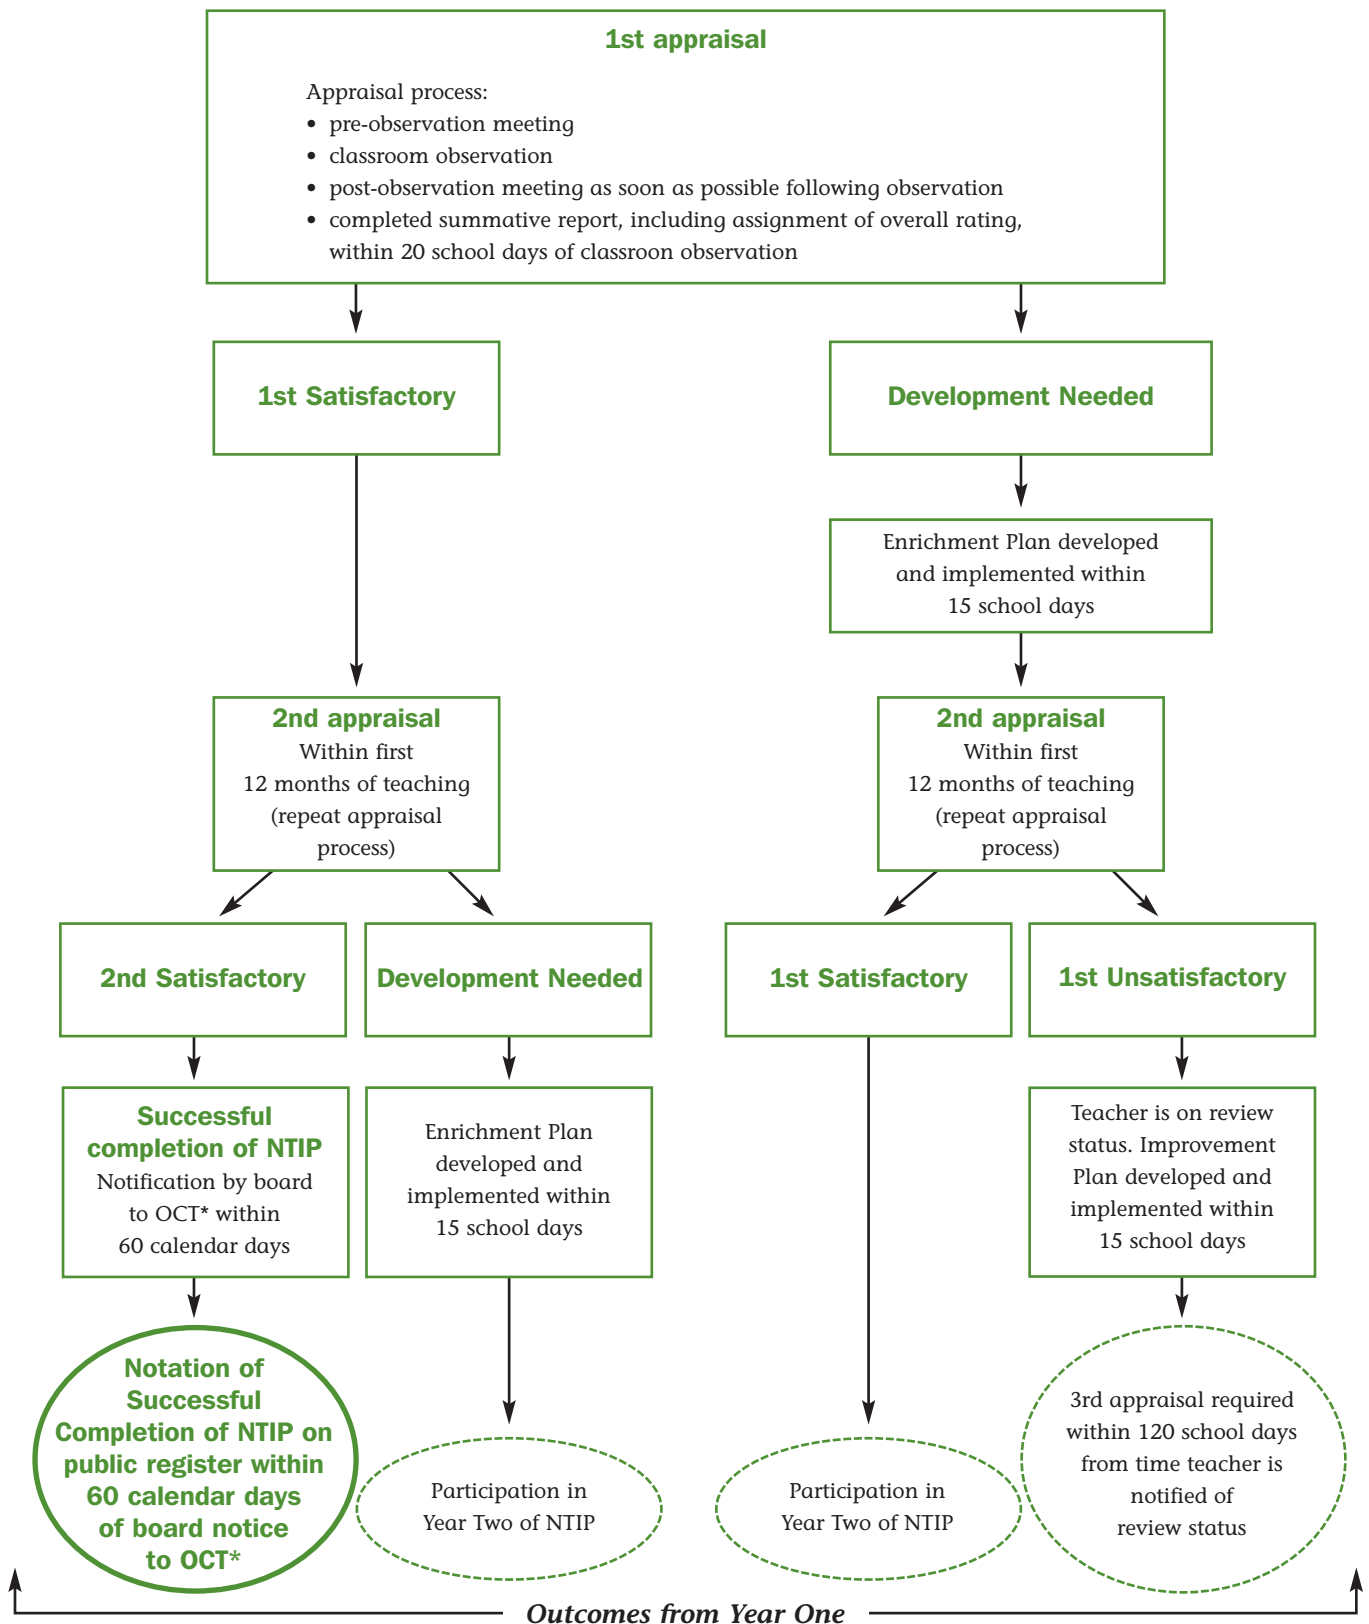 1st appraisal
Appraisal process:
• pre-observation meeting
• classroom observation
• post-observation meeting as soon as possible following observation
• completed summative report, including assignment of overall rating,
within 20 school days of classroon observation
1st Satisfactory
Development Needed
Enrichment Plan developed
and implemented within
15 school days
2nd appraisal
Within first
12 months of teaching
(repeat appraisal
process)
2nd appraisal
Within first
12 months of teaching
(repeat appraisal
process)
2nd Satisfactory
Development Needed
1st Satisfactory
1st Unsatisfactory
Successful
completion of NTIP
Notification by board
to OCT* within
60 calendar days
Enrichment Plan
developed and
implemented within
15 school days
Teacher is on review
status. Improvement
Plan developed and
implemented within
15 school days
Notation of
Successful
Completion of NTIP on
public register within
60 calendar days
of board notice
to OCT*
Participation in
Year Two of NTIP
Participation in
Year Two of NTIP
3rd appraisal required
within 120 school days
from time teacher is
notified of
review status
Outcomes from Year One